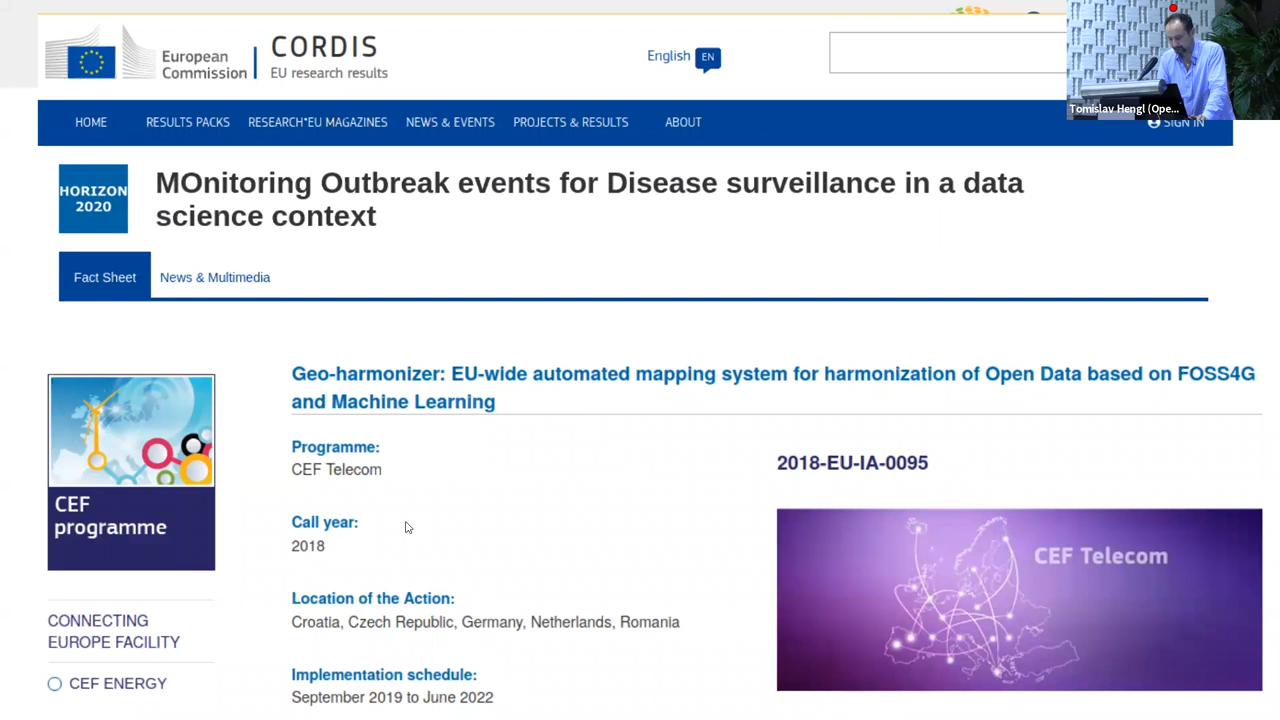 European
Commission
CORDIS
EU research results
English EN
Tomislav Hengl (Ope...
HOME RESULTS PACKS RESEARCH*EU MAGAZINES NEWS & EVENTS PROJECTS & RESULTS ABOUT SIGN IN
HORIZON
2020
MOnitoring Outbreak events for Disease surveillance in a data
science context
Fact Sheet News & Multimedia
Geo-harmonizer: EU-wide automated mapping system for harmonization of Open Data based on FOSS4G
and Machine Learning
Programme:
CEF Telecom
2018-EU-IA-0095
CEF
programme
Call year:
2018
CEF Telecom
Location of the Action:
Croatia, Czech Republic, Germany, Netherlands, Romania
CONNECTING
EUROPE FACILITY
CEF ENERGY
Implementation schedule:
September 2019 to June 2022